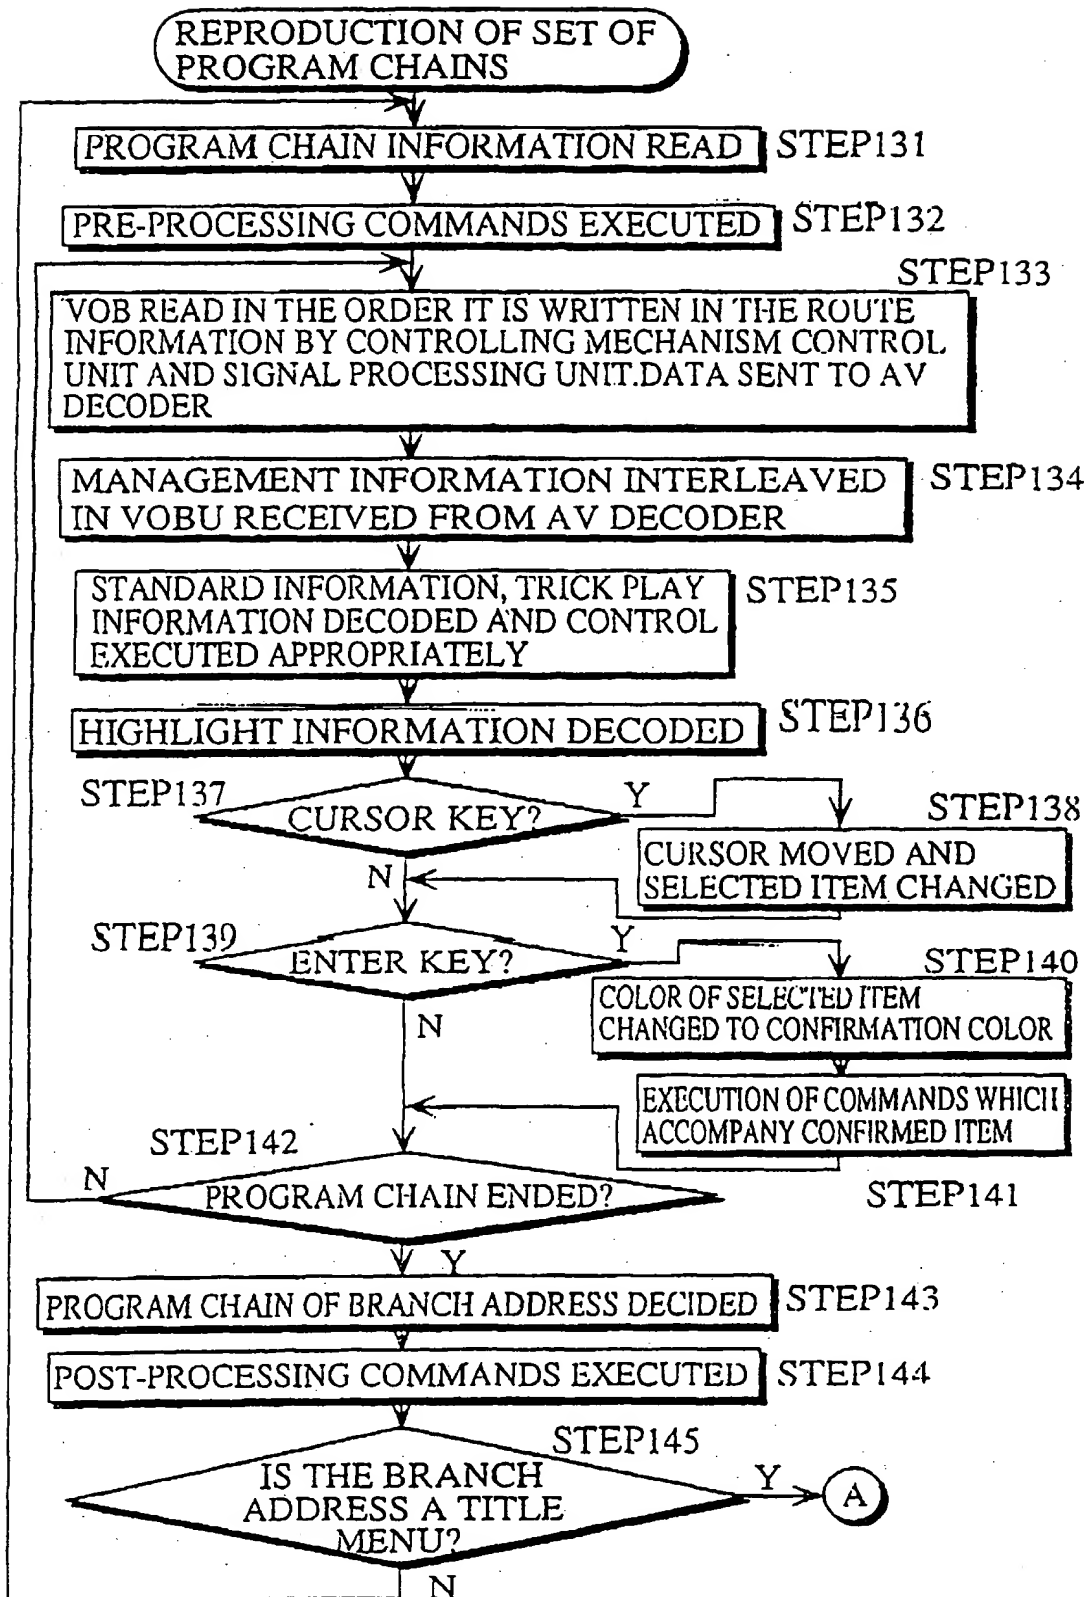 REPRODUCTION OF SET OF
PROGRAM CHAINS
PROGRAM CHAIN INFORMATION READ
STEP131
PRE-PROCESSING COMMANDS EXECUTED
STEP132
STEP133
VOB READ IN THE ORDER IT IS WRITTEN IN THE ROUTE
INFORMATION BY CONTROLLING MECHANISM CONTROL
UNIT AND SIGNAL PROCESSING UNIT.DATA SENT TO AV
DECODER
MANAGEMENT INFORMATION INTERLEAVED
IN VOBU RECEIVED FROM AV DECODER
STEP134
STANDARD INFORMATION, TRICK PLAY
INFORMATION DECODED AND CONTROL
EXECUTED APPROPRIATELY
STEP135
HIGHLIGHT INFORMATION DECODED
STEP136
STEP137
CURSOR KEY?
Y
N
STEP138
CURSOR MOVED AND
SELECTED ITEM CHANGED
STEP139
ENTER KEY?
Y
N
STEP140
COLOR OF SELECTED ITEM
CHANGED TO CONFIRMATION COLOR
EXECUTION OF COMMANDS WHICH
ACCOMPANY CONFIRMED ITEM
STEP141
STEP142
N
PROGRAM CHAIN ENDED?
Y
PROGRAM CHAIN OF BRANCH ADDRESS DECIDED
STEP143
POST-PROCESSING COMMANDS EXECUTED
STEP144
STEP145
IS THE BRANCH
ADDRESS A TITLE
MENU?
Y
A
N